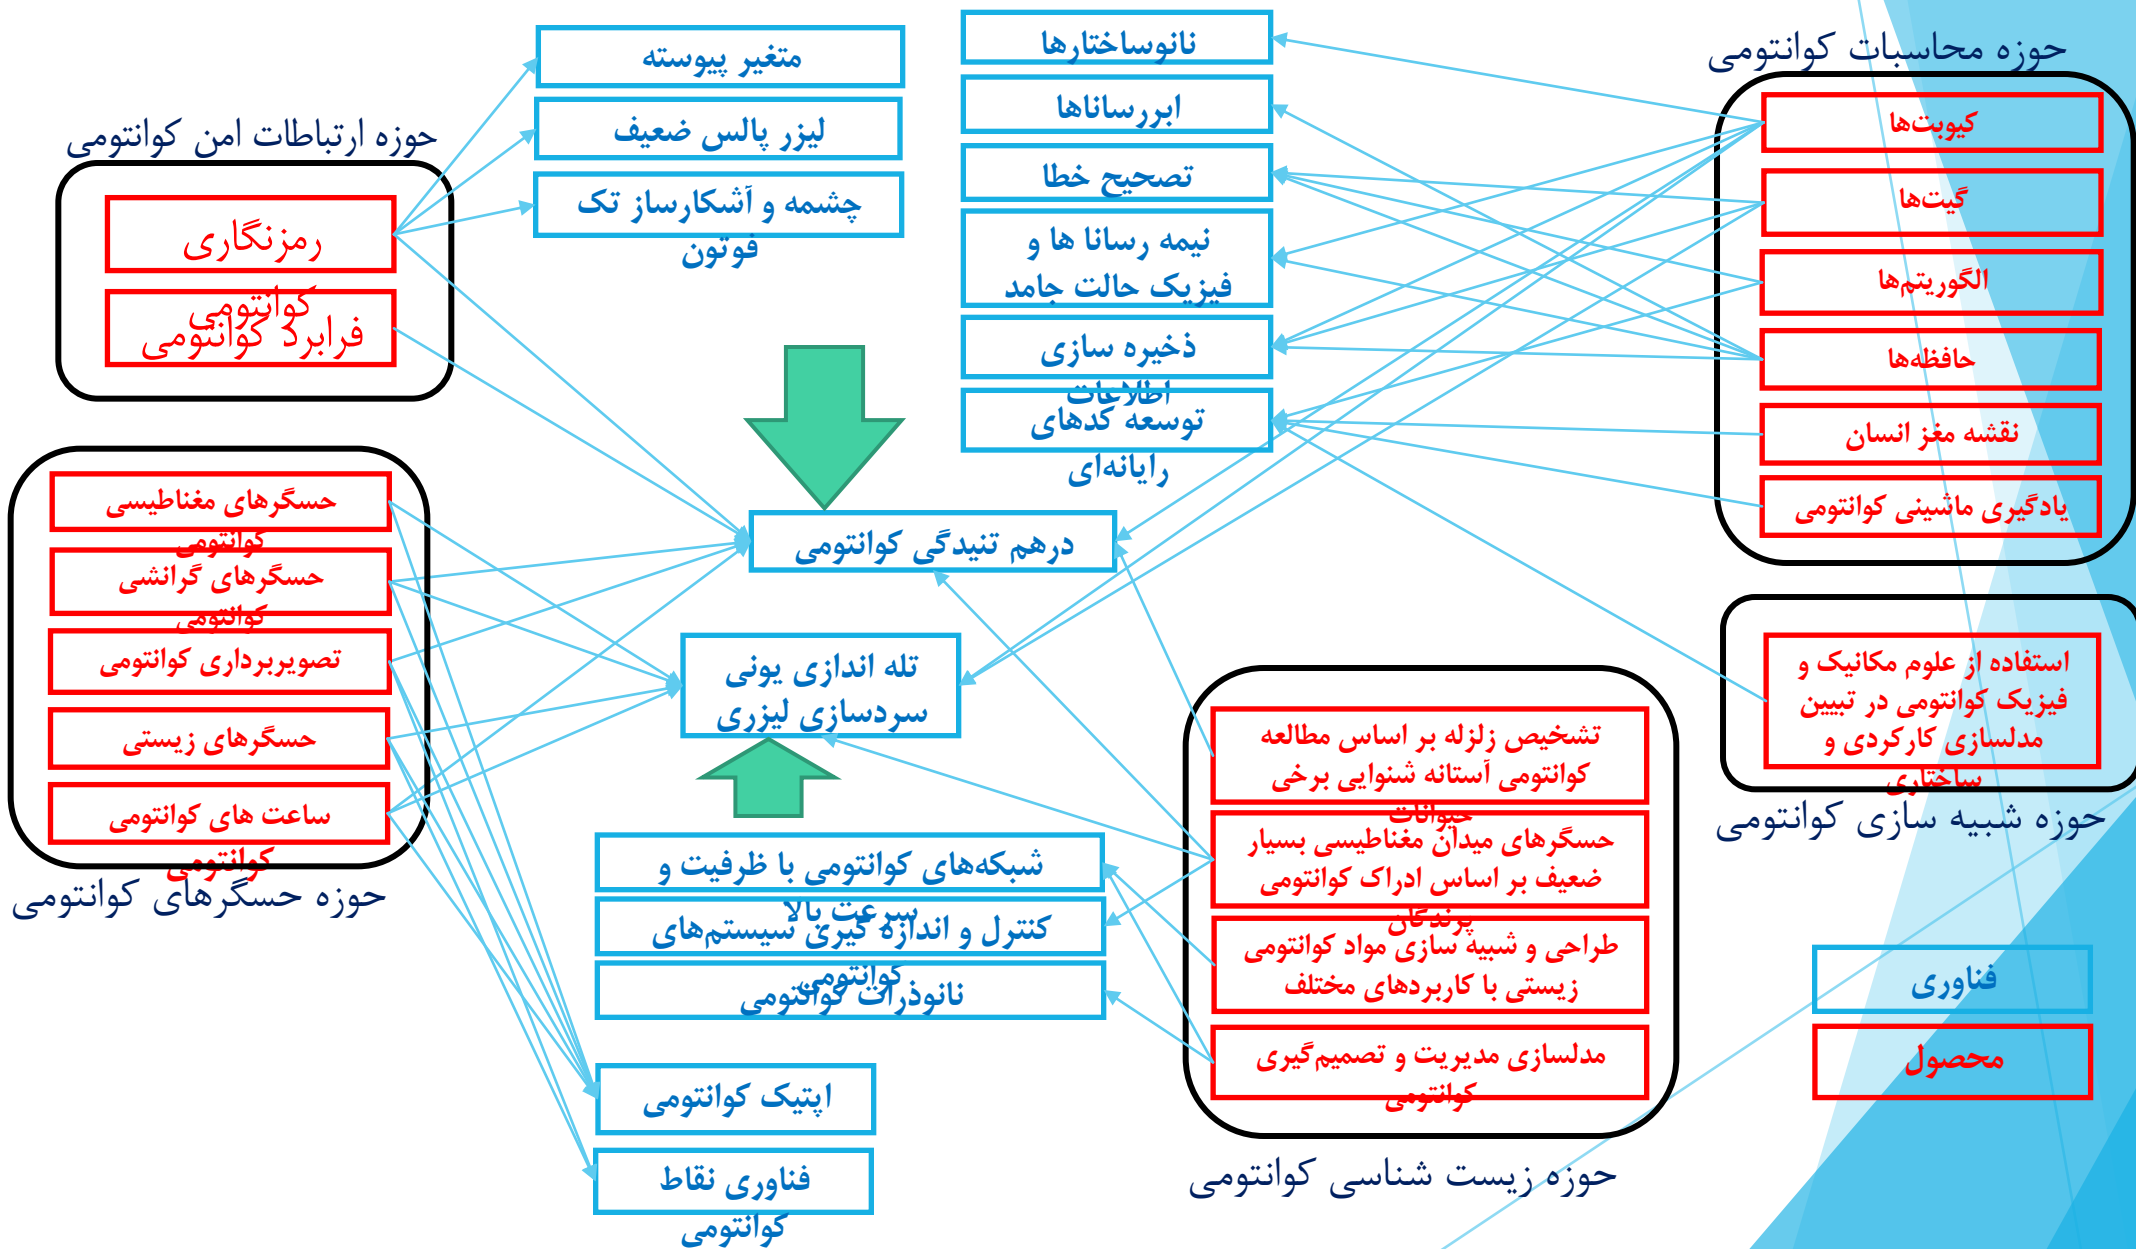 حوزه محاسبات کوانتومی
کیوبت‌ها
گیت‌ها
الگوریتم‌ها
حافظه‌ها
نقشه مغز انسان
یادگیری ماشینی کوانتومی
استفاده از علوم مکانیک و
فیزیک کوانتومی در تبیین
مدلسازی کارکردی و
ساختاری
حوزه شبیه سازی کوانتومی
فناوری
محصول
نانوساختارها
ابررساناها
تصحیح خطا
نیمه رسانا ها و
فیزیک حالت جامد
ذخیره سازی
اطلاعات
توسعه کدهای
رایانه‌ای
متغیر پیوسته
لیزر پالس ضعیف
چشمه و آشکارساز تک
فوتون
حوزه ارتباطات امن کوانتومی
رمزنگاری
کوانتومی
فرابرد کوانتومی
درهم تنیدگی کوانتومی
تله اندازی یونی
سردسازی لیزری
حسگرهای مغناطیسی
کوانتومی
حسگرهای گرانشی
کوانتومی
تصویربرداری کوانتومی
حسگرهای زیستی
ساعت های کوانتومی
کوانتومی
حوزه حسگرهای کوانتومی
تشخیص زلزله بر اساس مطالعه
کوانتومی آستانه شنوایی برخی
حیوانات
حسگرهای میدان مغناطیسی بسیار
ضعیف بر اساس ادراک کوانتومی
پرندگان
طراحی و شبیه سازی مواد کوانتومی
زیستی با کاربردهای مختلف
مدلسازی مدیریت و تصمیم‌گیری
کوانتومی
حوزه زیست شناسی کوانتومی
شبکه‌های کوانتومی با ظرفیت و
سرعت بالا
کنترل و اندازه گیری سیستم‌های
کوانتومی
نانوذرات کوانتومی
اپتیک کوانتومی
فناوری نقاط
کوانتومی